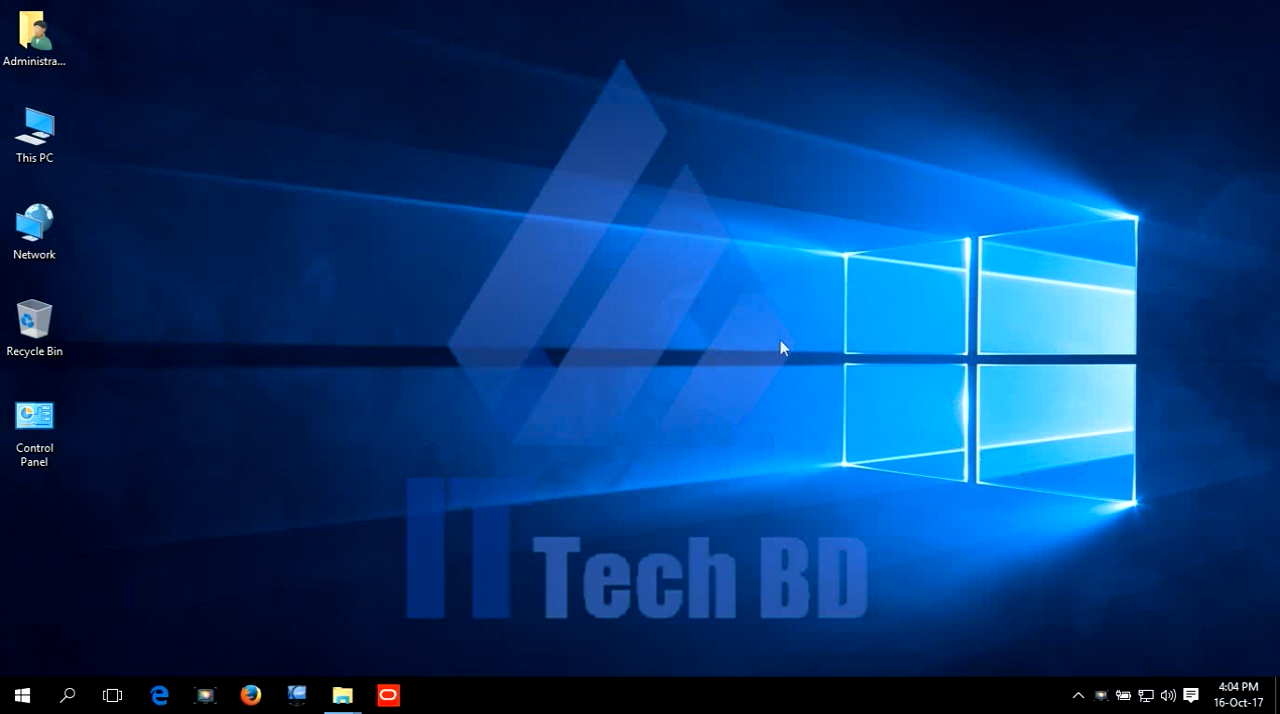 Administra...
This PC
Network
Recycle Bin
Control
Panel
IT Tech BD
4:04 PM
16-Oct-17